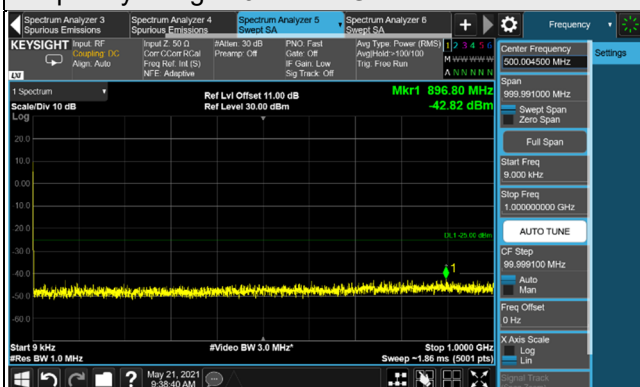 Spectrum Analyzer 3
Spurious Emissions
Spectrum Analyzer 4
Spurious Emissions
Spectrum Analyzer 5
Swept SA
Spectrum Analyzer 6
Swept SA
Frequency
KEYSIGHT
Input: RF
Coupling: DC
Align: Auto
Input Z: 50 Ω
Corr CCorr RCal
Freq Ref: Int (S)
NFE: Adaptive
#Atten: 30 dB
Preamp: Off
PNO: Fast
Gate: Off
IF Gain: Low
Sig Track: Off
Avg Type: Power (RMS)
Avg|Hold:>100/100
Trig: Free Run
1 2 3 4 5 6
M W W W W W
A N N N N N
LXI
1 Spectrum
Scale/Div 10 dB
Log
Ref Lvl Offset 11.00 dB
Ref Level 30.00 dBm
Mkr1 896.80 MHz
-42.82 dBm
20.0
10.0
0.00
-10.0
-20.0
-30.0
-40.0
-50.0
-60.0
DL1 -25.00 dBm
1
Start 9 kHz
#Res BW 1.0 MHz
#Video BW 3.0 MHz*
Stop 1.0000 GHz
Sweep ~1.86 ms (5001 pts)
Center Frequency
500.004500 MHz
Settings
Span
999.991000 MHz
Swept Span
Zero Span
Full Span
Start Freq
9.000 kHz
Stop Freq
1.000000000 GHz
AUTO TUNE
CF Step
99.999100 MHz
Auto
Man
Freq Offset
0 Hz
X Axis Scale
Log
Lin
Signal Track
May 21, 2021
9:38:40 AM